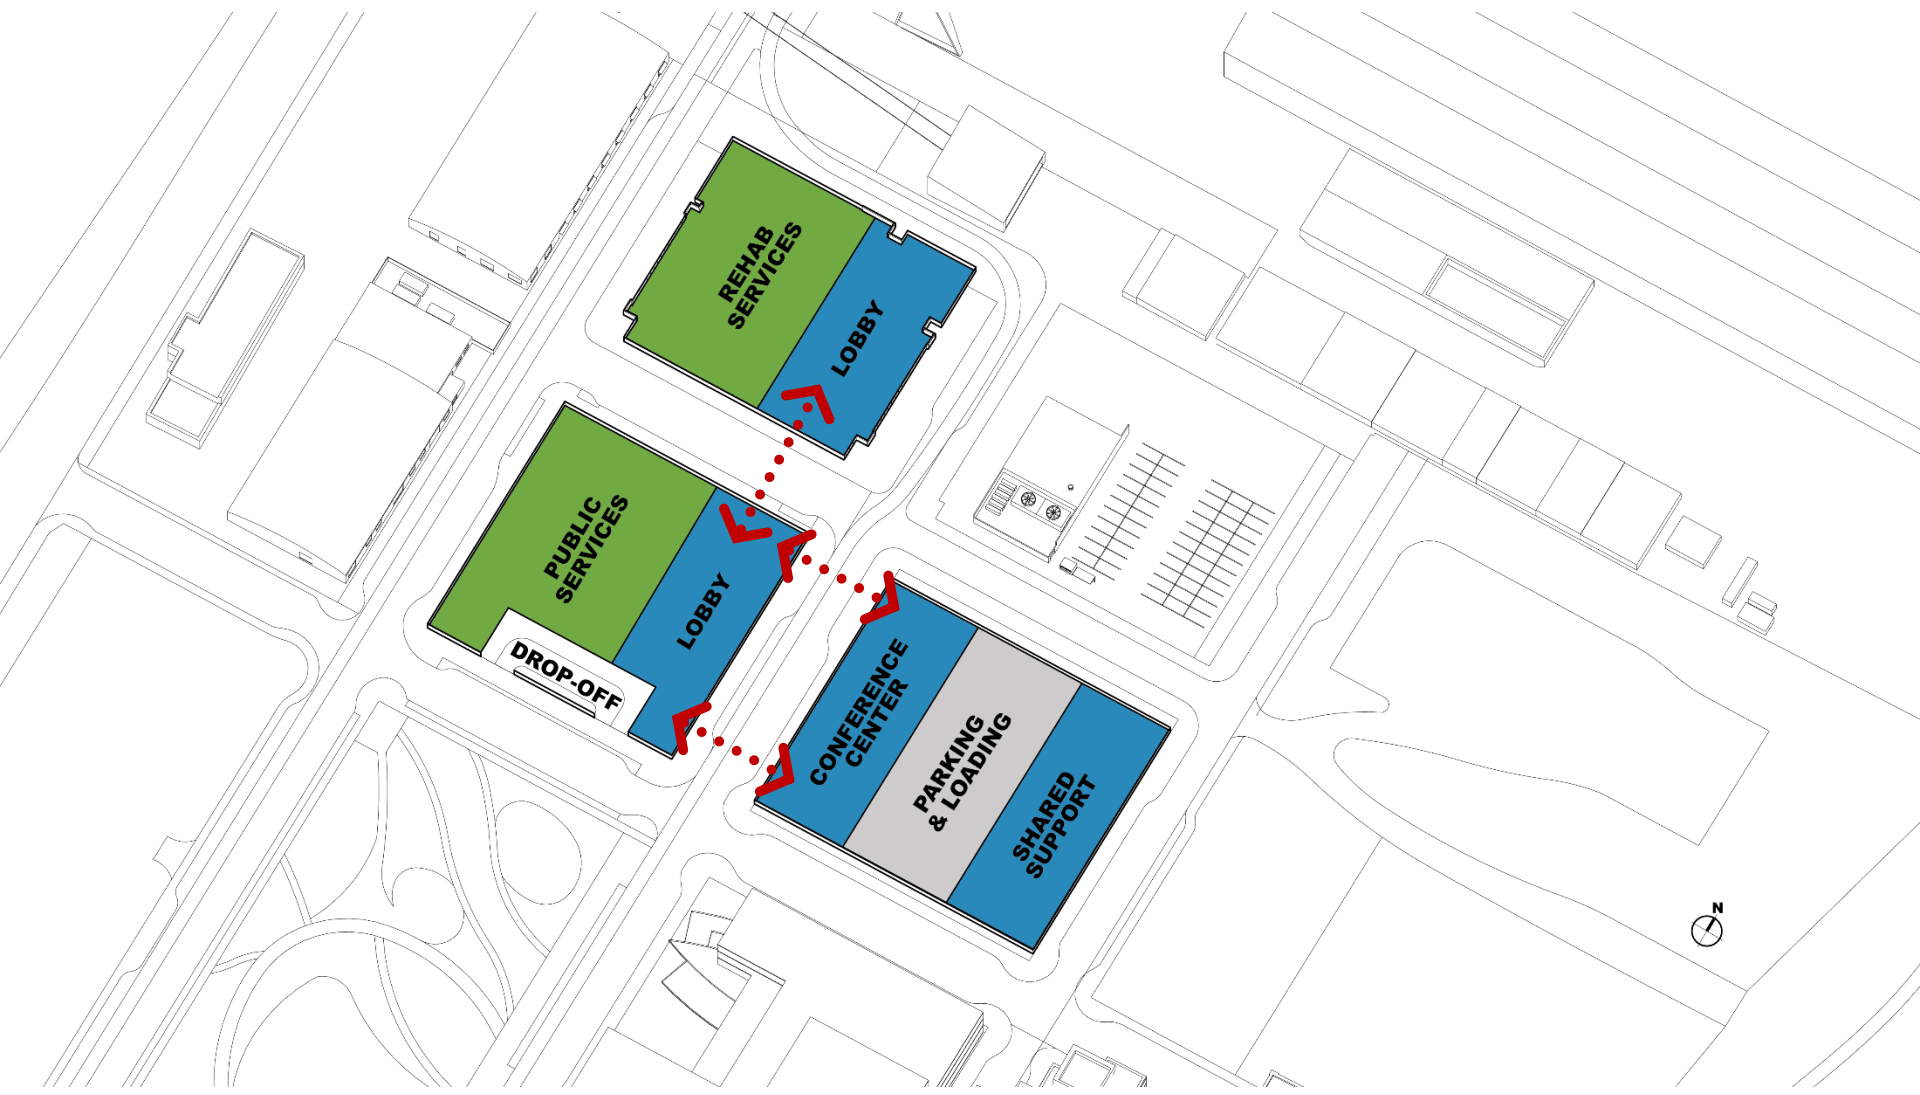 REHAB
SERVICES
LOBBY
PUBLIC
SERVICES
LOBBY
DROP-OFF
CONFERENCE
CENTER
PARKING
& LOADING
SHARED
SUPPORT
N